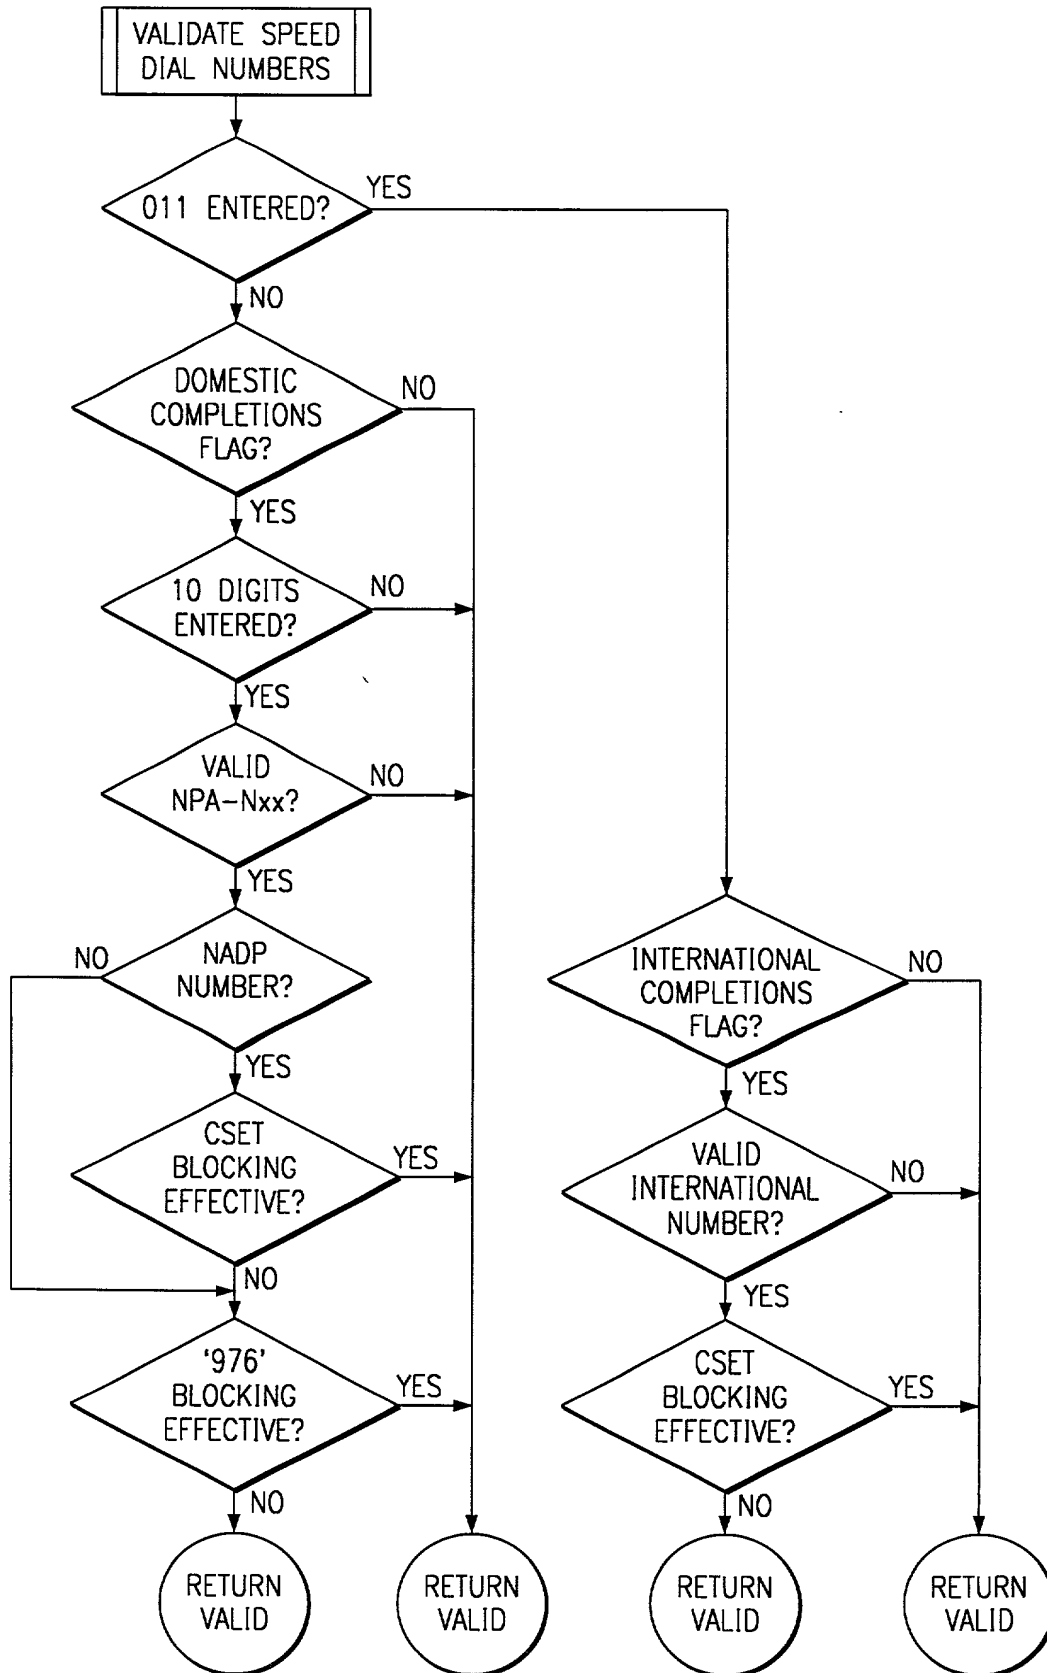 VALIDATE SPEED
DIAL NUMBERS
011 ENTERED?
YES
NO
DOMESTIC
COMPLETIONS
FLAG?
NO
YES
10 DIGITS
ENTERED?
NO
YES
VALID
NPA-Nxx?
NO
YES
NADP
NUMBER?
NO
YES
CSET
BLOCKING
EFFECTIVE?
YES
NO
'976'
BLOCKING
EFFECTIVE?
YES
NO
RETURN
VALID
RETURN
VALID
INTERNATIONAL
COMPLETIONS
FLAG?
NO
YES
VALID
INTERNATIONAL
NUMBER?
NO
YES
CSET
BLOCKING
EFFECTIVE?
YES
NO
RETURN
VALID
RETURN
VALID